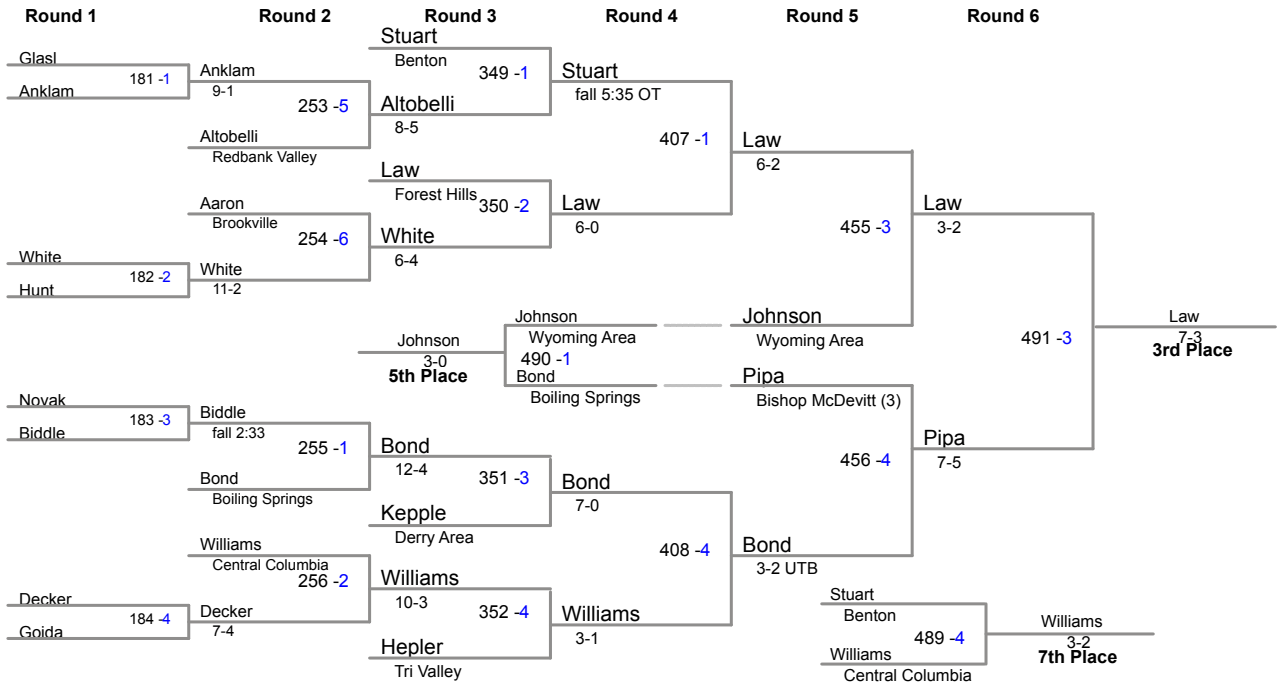 Round 1 Round 2 Round 3 Round 4 Round 5 Round 6
Glasl
181 -1
Anklam
Anklam
9-1
253 -5
Altobelli
Redbank Valley
Stuart
Benton
349 -1
Altobelli
8-5
Stuart
fall 5:35 OT
407 -1
Law
Forest Hills
350 -2
Law
6-0
Aaron
Brookville
254 -6
White
6-4
White
182 -2
Hunt
White
11-2
Law
6-2
455 -3
Law
3-2
Johnson
Wyoming Area
Johnson
Wyoming Area
490 -1
Bond
Boiling Springs
Johnson
3-0
5th Place
491 -3
Law
7-3
3rd Place
Pipa
Bishop McDevitt (3)
456 -4
Pipa
7-5
Novak
183 -3
Biddle
Biddle
fall 2:33
255 -1
Bond
Boiling Springs
Bond
12-4
351 -3
Kepple
Derry Area
Bond
7-0
408 -4
Bond
3-2 UTB
Williams
Central Columbia
256 -2
Decker
184 -4
Goida
Decker
7-4
Williams
10-3
352 -4
Hepler
Tri Valley
Williams
3-1
Stuart
Benton
489 -4
Williams
Central Columbia
Williams
3-2
7th Place